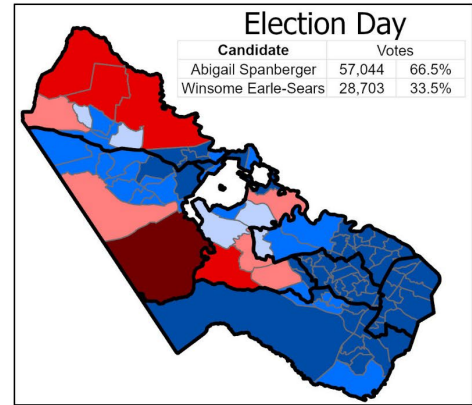 Election Day
Candidate Votes
Abigail Spanberger 57,044 66.5%
Winsome Earle-Sears 28,703 33.5%